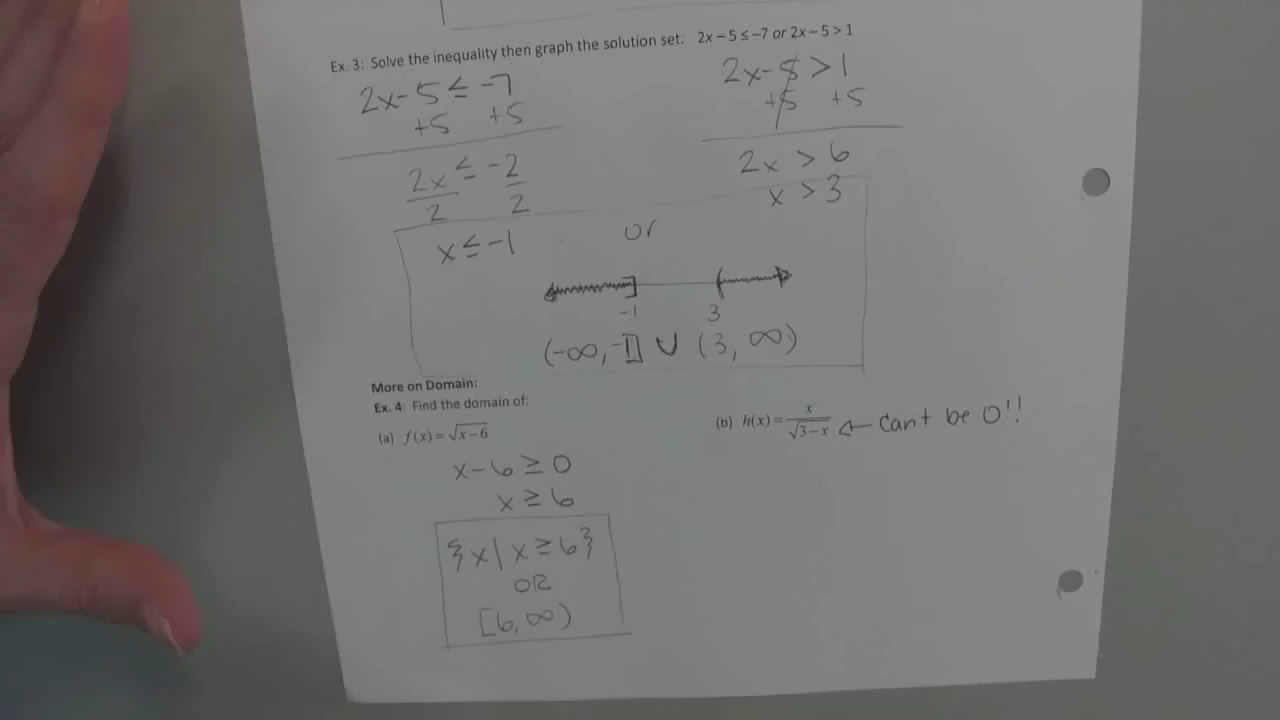 Ex. 3: Solve the inequality then graph the solution set: 2x – 5 ≤ –7 or 2x – 5 > 1
2x - 5 ≤ -7
+5 +5
2x ≤ -2
2 2
x ≤ -1
2x - 5 > 1
+5 +5
2x > 6
x > 3
or
-1 3
(-∞, -1] ∪ (3, ∞)
More on Domain:
Ex. 4: Find the domain of:
(a) f(x) = √x–6
x - 6 ≥ 0
x ≥ 6
{x | x ≥ 6}
OR
[6, ∞)
(b) h(x) = x/√3–x ← Can't be 0!!